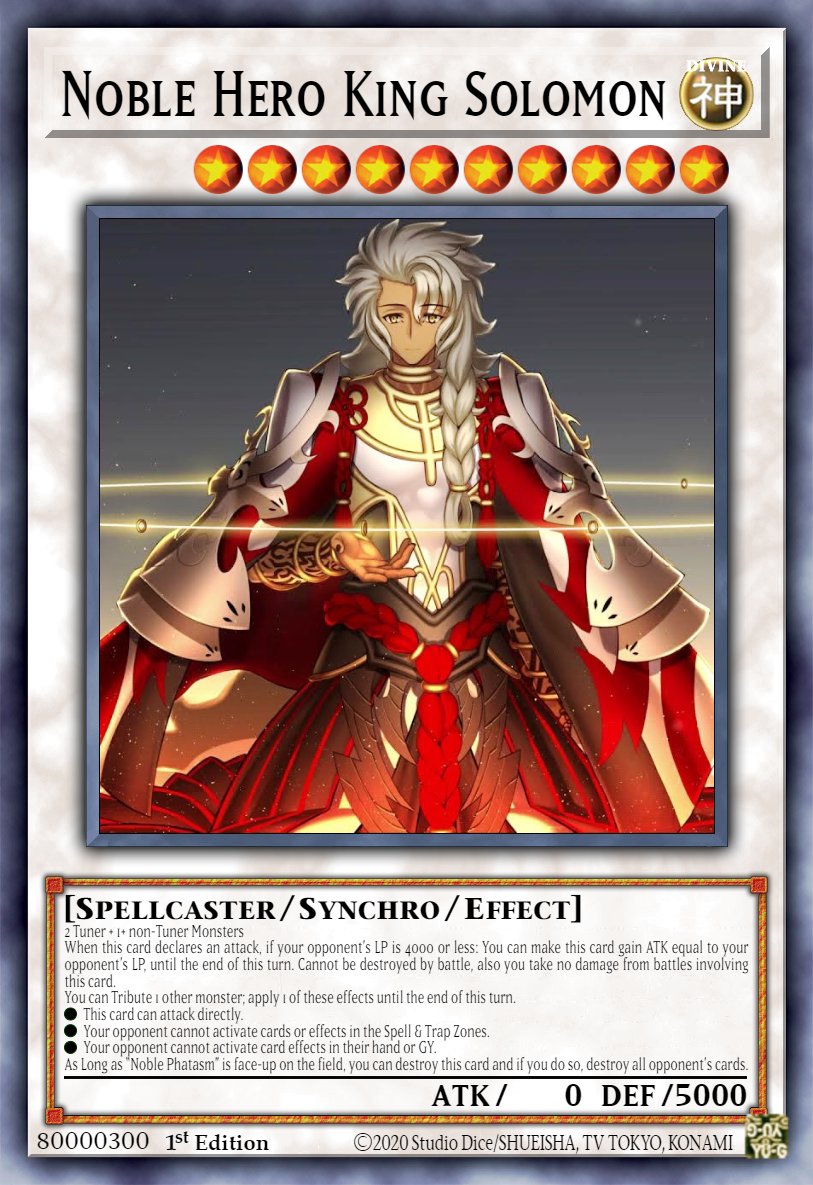 Noble Hero King Solomon
DIVINE
神
[Spellcaster/Synchro/Effect]
2 Tuner + 1+ non-Tuner Monsters
When this card declares an attack, if your opponent's LP is 4000 or less: You can make this card gain ATK equal to your
opponent's LP, until the end of this turn. Cannot be destroyed by battle, also you take no damage from battles involving
this card.
You can Tribute 1 other monster; apply 1 of these effects until the end of this turn.
● This card can attack directly.
● Your opponent cannot activate cards or effects in the Spell & Trap Zones.
● Your opponent cannot activate card effects in their hand or GY.
As Long as "Noble Phatasm" is face-up on the field, you can destroy this card and if you do so, destroy all opponent's cards.
ATK/ 0 DEF/5000
80000300 1st Edition ©2020 Studio Dice/SHUEISHA, TV TOKYO, KONAMI